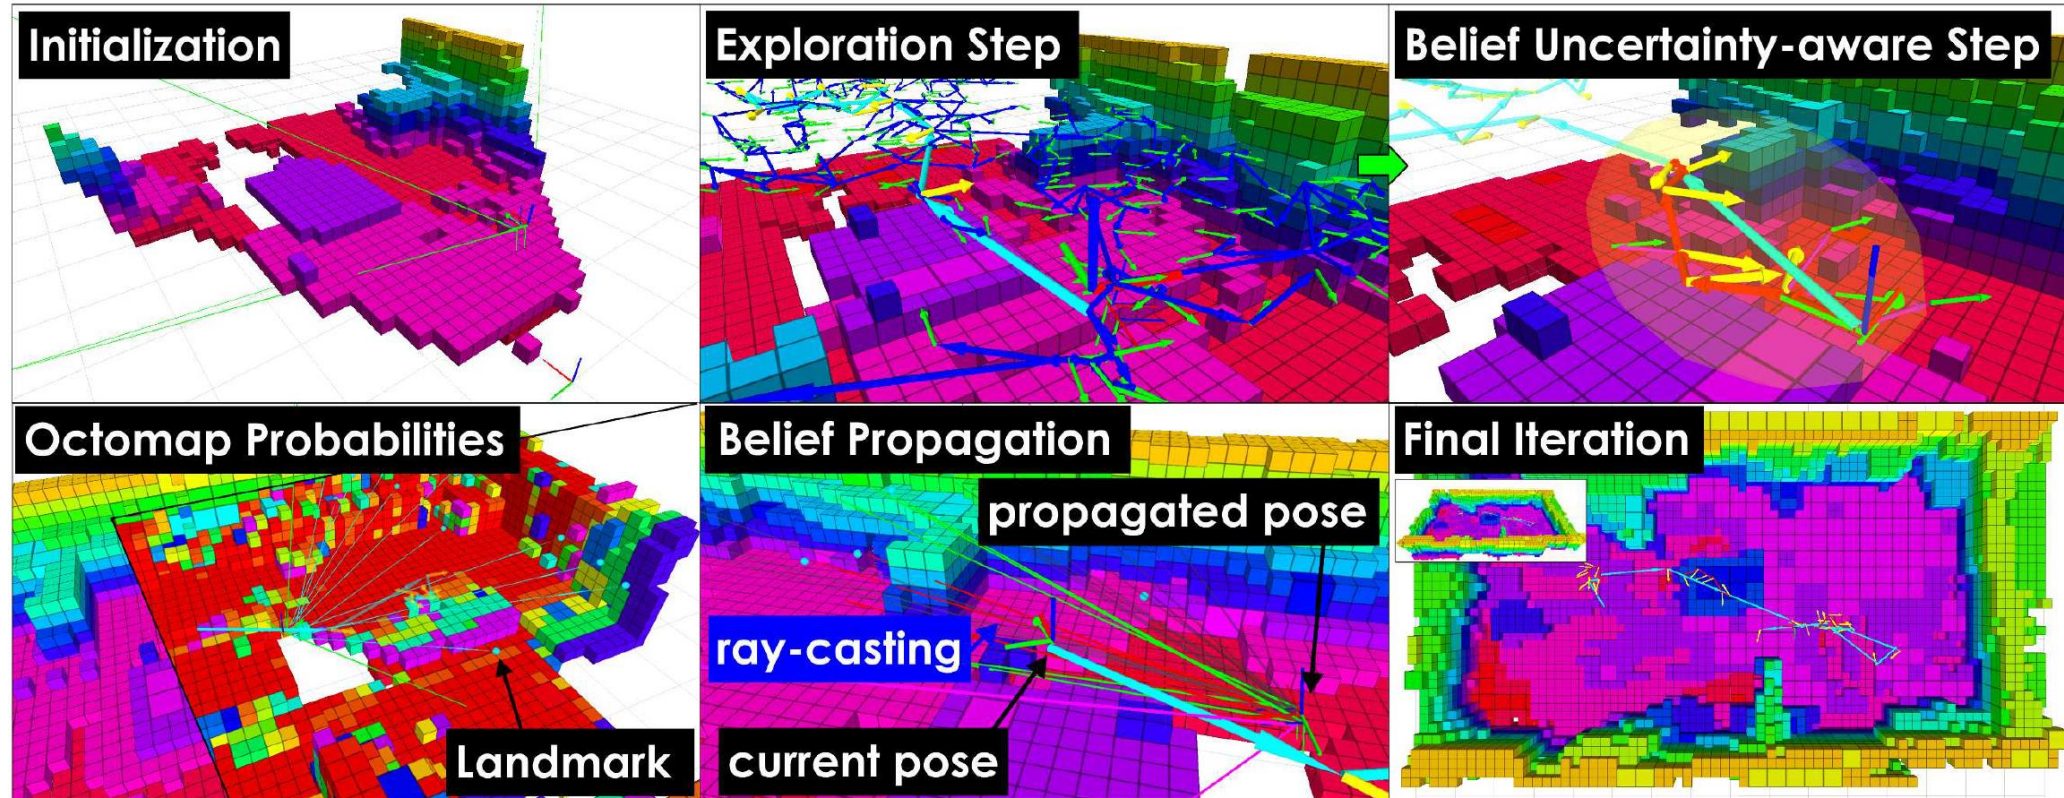 Initialization
Exploration Step
Belief Uncertainty-aware Step
Octomap Probabilities
Landmark
Belief Propagation
propagated pose
ray-casting
current pose
Final Iteration